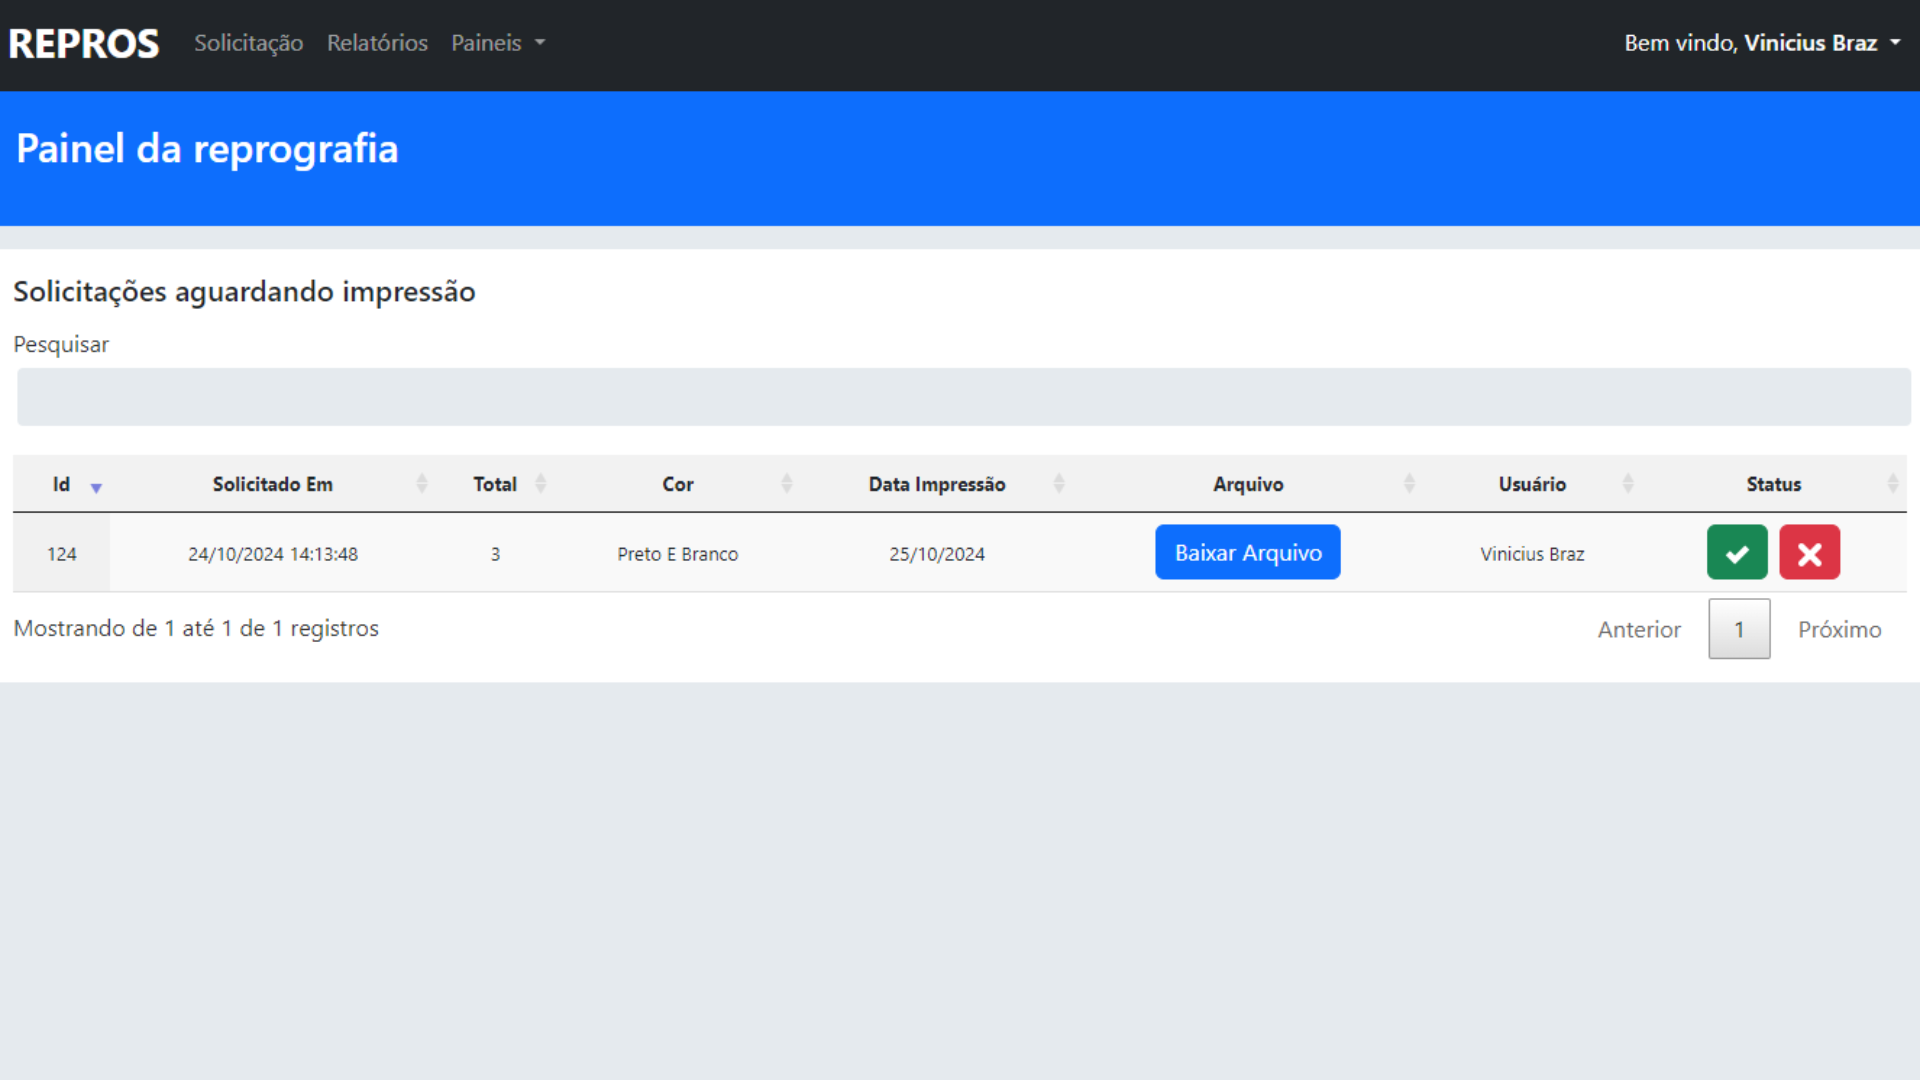 REPROS Solicitação Relatórios Paineis Bem vindo, Vinicius Braz
Painel da reprografia
Solicitações aguardando impressão
Pesquisar
Id Solicitado Em Total Cor Data Impressão Arquivo Usuário Status
124 24/10/2024 14:13:48 3 Preto E Branco 25/10/2024 Baixar Arquivo Vinicius Braz
Mostrando de 1 até 1 de 1 registros Anterior 1 Próximo